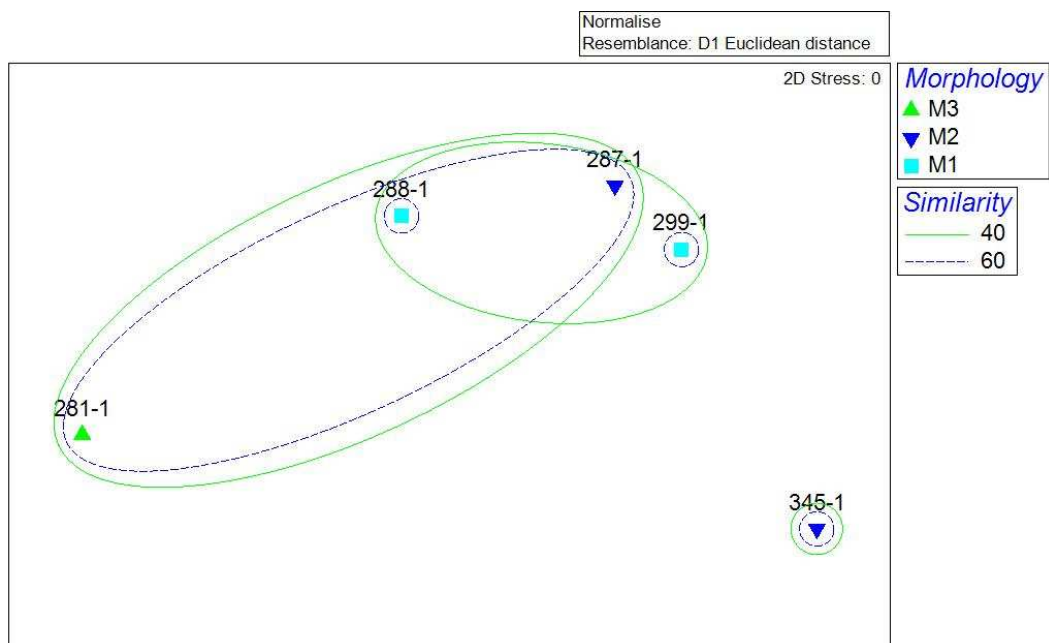 Normalise
Resemblance: D1 Euclidean distance
2D Stress: 0
Morphology
M3
M2
M1
Similarity
40
60
287-1
288-1
299-1
281-1
345-1